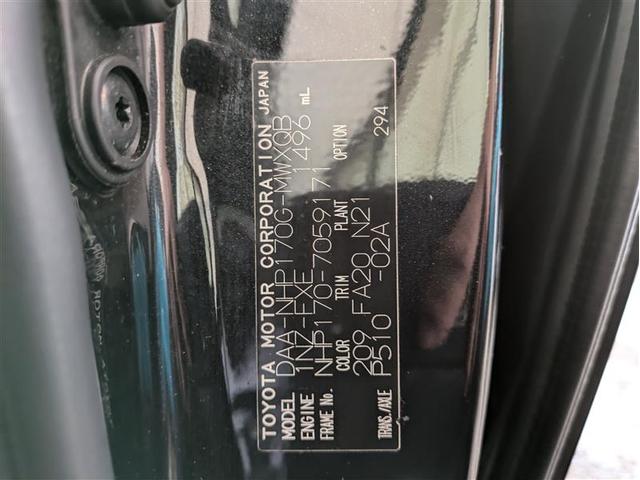 TOYOTA MOTOR CORPORATION JAPAN
MODEL DAA-NHP170G-MWXQB
ENGINE 1NZ-FXE 1496 mL
FRAME No. NHP170-7059171
COLOR TRIM PLANT OPTION
209 FA20 N21 294
TRANS./AXLE P510 -02A